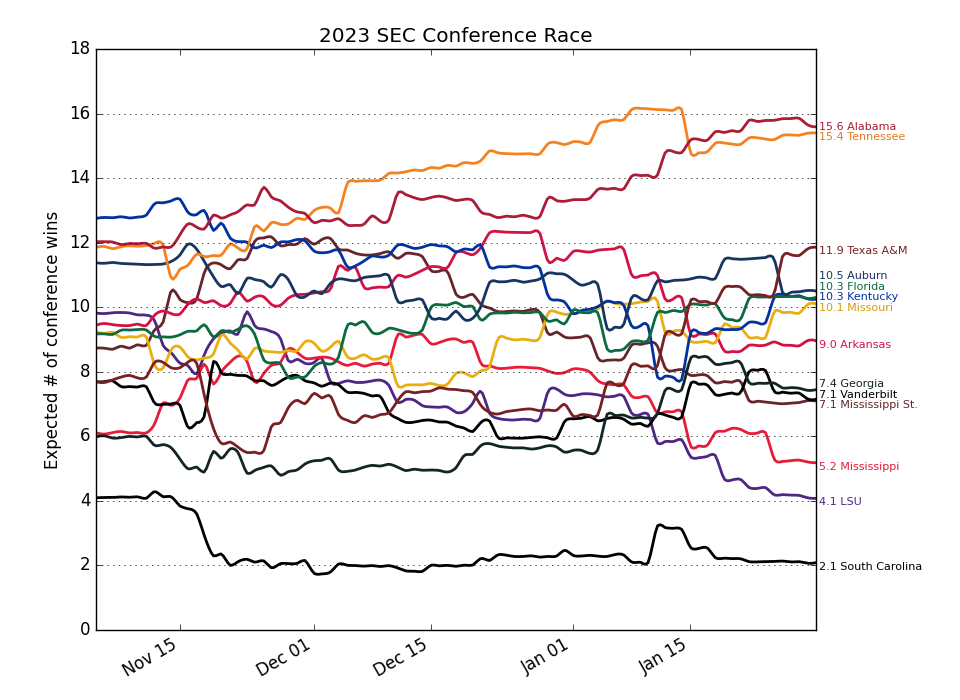 2023 SEC Conference Race
Expected # of conference wins
18
16
14
12
10
8
6
4
2
0
Nov 15
Dec 01
Dec 15
Jan 01
Jan 15
15.6 Alabama
15.4 Tennessee
11.9 Texas A&M
10.5 Auburn
10.3 Florida
10.3 Kentucky
10.1 Missouri
9.0 Arkansas
7.4 Georgia
7.1 Vanderbilt
7.1 Mississippi St.
5.2 Mississippi
4.1 LSU
2.1 South Carolina